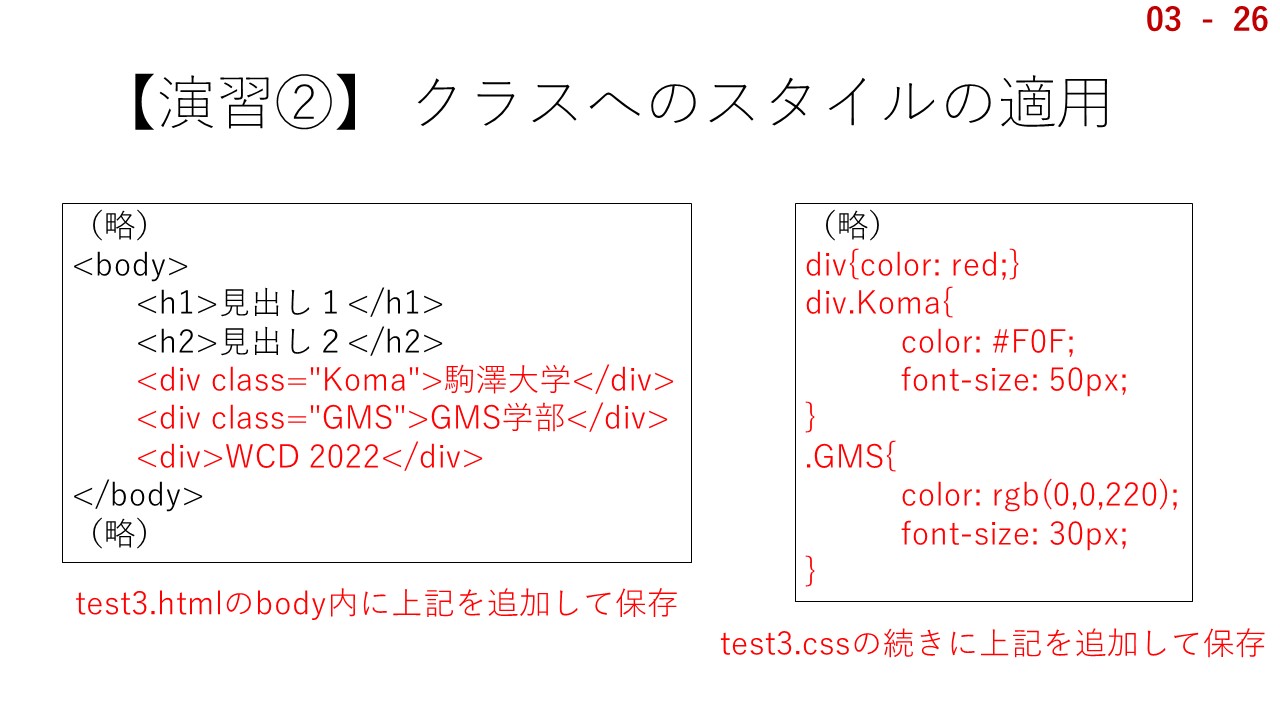 03 - 26
【演習②】 クラスへのスタイルの適用
（略）
<body>
<h1>見出し１</h1>
<h2>見出し２</h2>
<div class="Koma">駒澤大学</div>
<div class="GMS">GMS学部</div>
<div>WCD 2022</div>
</body>
（略）
test3.htmlのbody内に上記を追加して保存
（略）
div{color: red;}
div.Koma{
color: #F0F;
font-size: 50px;
}
.GMS{
color: rgb(0,0,220);
font-size: 30px;
}
test3.cssの続きに上記を追加して保存